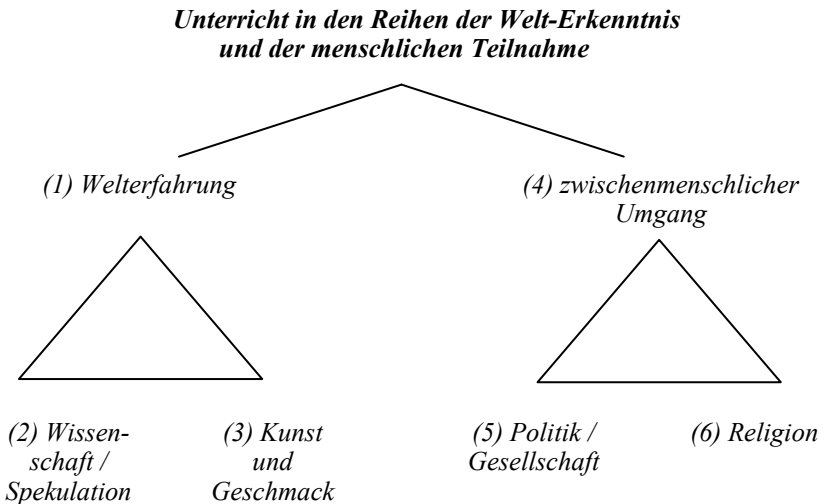 Unterricht in den Reihen der Welt-Erkenntnis
und der menschlichen Teilnahme
(1) Welterfahrung
(4) zwischenmenschlicher
Umgang
(2) Wissen-
schaft /
Spekulation
(3) Kunst
und
Geschmack
(5) Politik /
Gesellschaft
(6) Religion